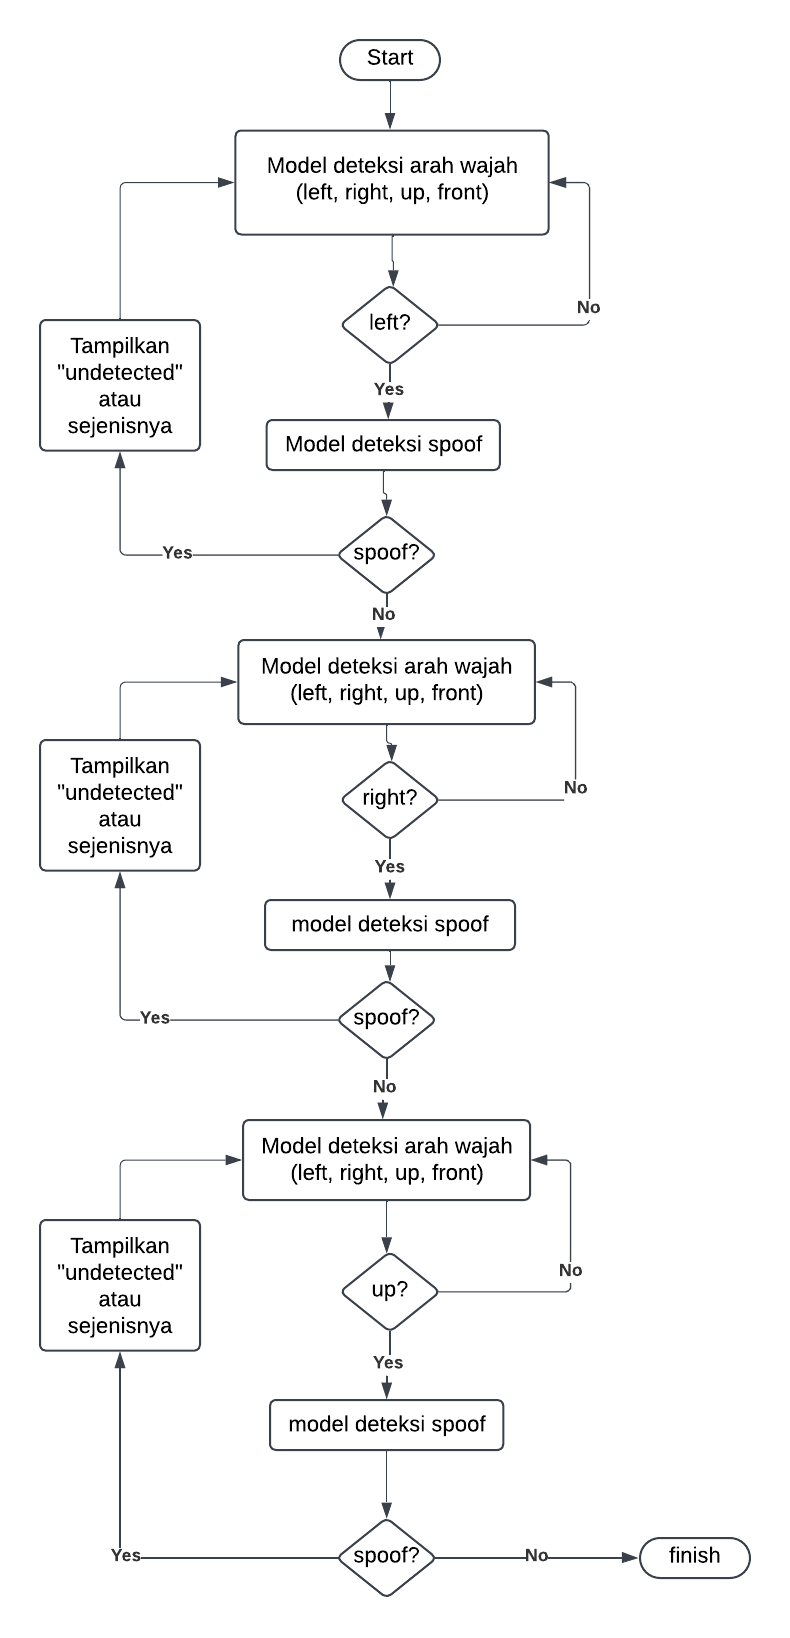 Start
Model deteksi arah wajah
(left, right, up, front)
left?
No
Tampilkan
"undetected"
atau
sejenisnya
Yes
Model deteksi spoof
spoof?
Yes
No
Model deteksi arah wajah
(left, right, up, front)
right?
No
Tampilkan
"undetected"
atau
sejenisnya
Yes
model deteksi spoof
spoof?
Yes
No
Model deteksi arah wajah
(left, right, up, front)
up?
No
Tampilkan
"undetected"
atau
sejenisnya
Yes
model deteksi spoof
spoof?
Yes
No
finish